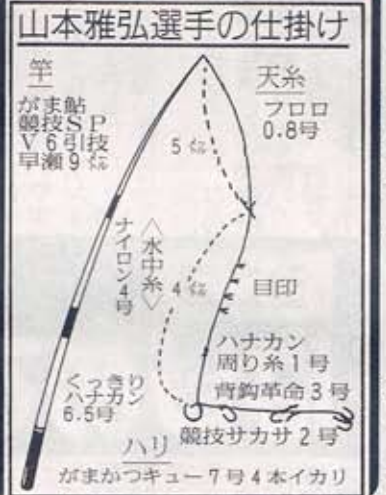 山本雅弘選手の仕掛け
竿
がま鮎
競技SP
V6引技
早瀬9㍍
天糸
フロロ
0.8号
5㍍
〈水中糸〉
ナイロン4号
4㍍
目印
ハナカン
周り糸1号
背鈎革命3号
くっきり
ハナカン
6.5号
競技サカサ2号
ハリ
がまかつキュー7号4本イカリ